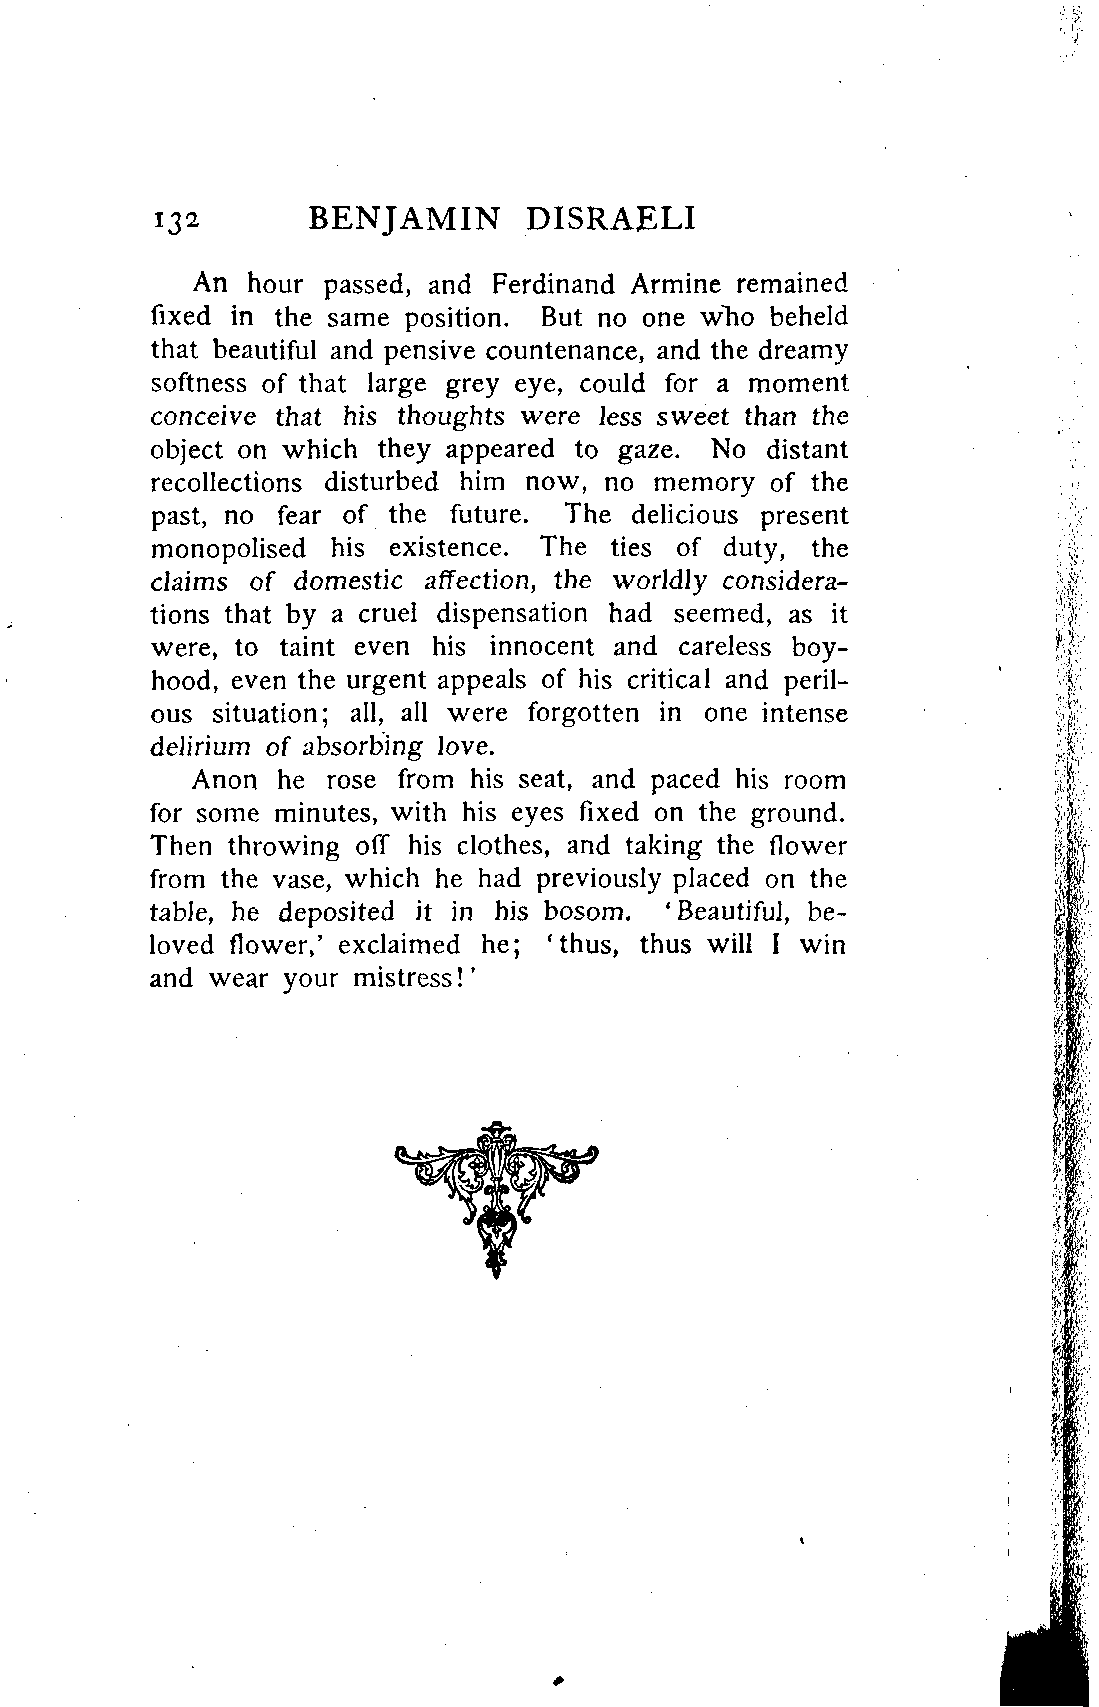 132 BENJAMIN DISRAELI
An hour passed, and Ferdinand Armine remained
fixed in the same position. But no one who beheld
that beautiful and pensive countenance, and the dreamy
softness of that large grey eye, could for a moment
conceive that his thoughts were less sweet than the
object on which they appeared to gaze. No distant
recollections disturbed him now, no memory of the
past, no fear of the future. The delicious present
monopolised his existence. The ties of duty, the
claims of domestic affection, the worldly considera-
tions that by a cruel dispensation had seemed, as it
were, to taint even his innocent and careless boy-
hood, even the urgent appeals of his critical and peril-
ous situation; all, all were forgotten in one intense
delirium of absorbing love.
Anon he rose from his seat, and paced his room
for some minutes, with his eyes fixed on the ground.
Then throwing off his clothes, and taking the flower
from the vase, which he had previously placed on the
table, he deposited it in his bosom. ‘Beautiful, be-
loved flower,’ exclaimed he; ‘thus, thus will I win
and wear your mistress!’